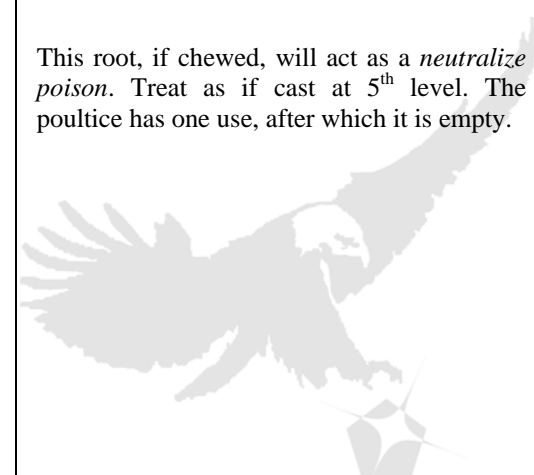 This root, if chewed, will act as a neutralize
poison. Treat as if cast at 5th level. The
poultice has one use, after which it is empty.